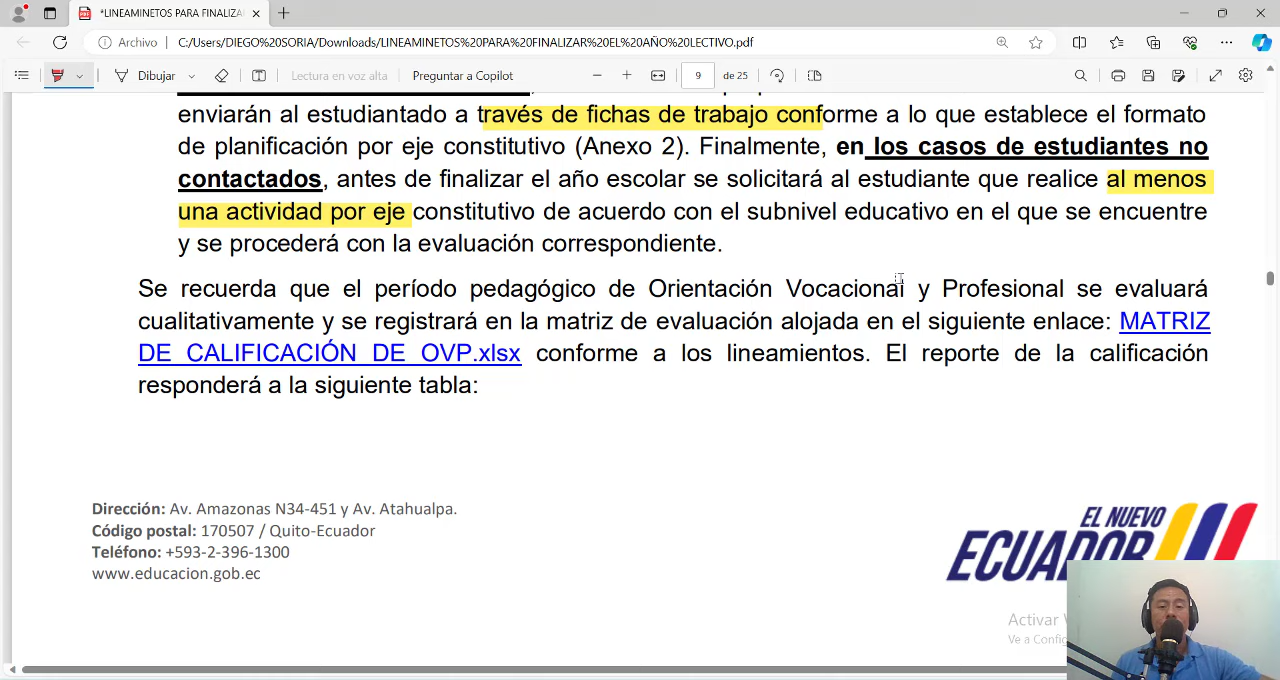 *LINEAMINETOS PARA FINALIZA
Archivo C:/Users/DIEGO%20SORIA/Downloads/LINEAMINETOS%20PARA%20FINALIZAR%20EL%20AÑO%20LECTIVO.pdf
Dibujar Lectura en voz alta Preguntar a Copilot 9 de 25
enviarán al estudiantado a través de fichas de trabajo conforme a lo que establece el formato
de planificación por eje constitutivo (Anexo 2). Finalmente, en los casos de estudiantes no
contactados, antes de finalizar el año escolar se solicitará al estudiante que realice al menos
una actividad por eje constitutivo de acuerdo con el subnivel educativo en el que se encuentre
y se procederá con la evaluación correspondiente.
Se recuerda que el período pedagógico de Orientación Vocacional y Profesional se evaluará
cualitativamente y se registrará en la matriz de evaluación alojada en el siguiente enlace: MATRIZ
DE CALIFICACIÓN DE OVP.xlsx conforme a los lineamientos. El reporte de la calificación
responderá a la siguiente tabla:
Dirección: Av. Amazonas N34-451 y Av. Atahualpa.
Código postal: 170507 / Quito-Ecuador
Teléfono: +593-2-396-1300
www.educacion.gob.ec
EL NUEVO
ECUADOR
Activar
Ve a Config